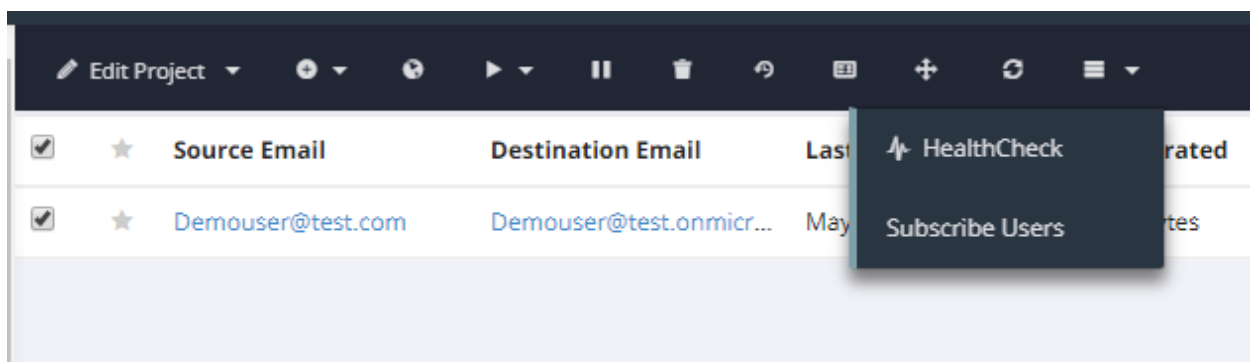 Edit Project
HealthCheck
Source Email Destination Email Las rated
Demouser@test.com Demouser@test.onmicr... May tes
Subscribe Users